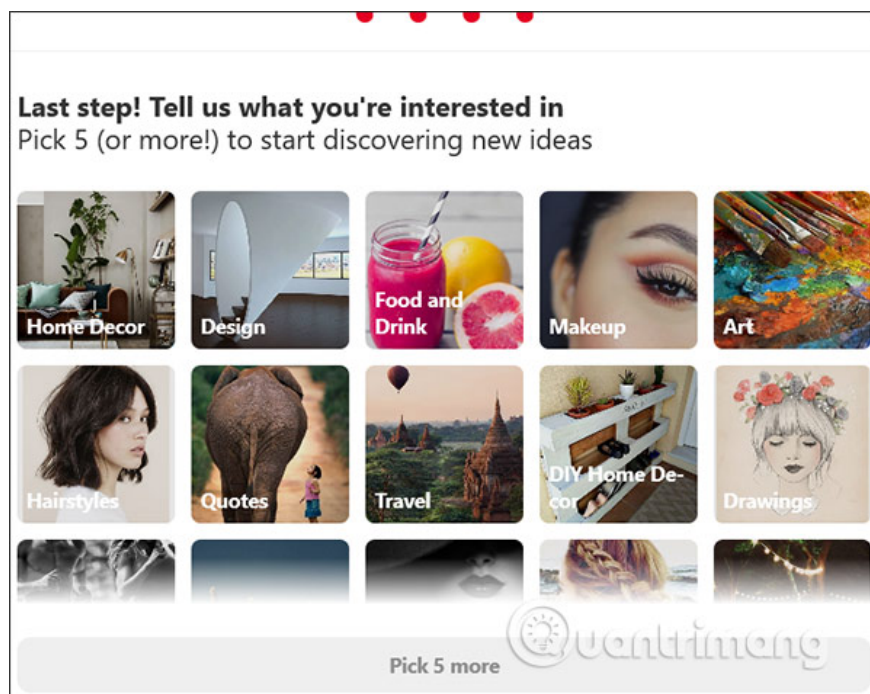 Last step! Tell us what you're interested in
Pick 5 (or more!) to start discovering new ideas
Home Decor
Design
Food and
Drink
Makeup
Art
Hairstyles
Quotes
Travel
DIY Home De-
cor
Drawings
Pick 5 more
Quantrimang